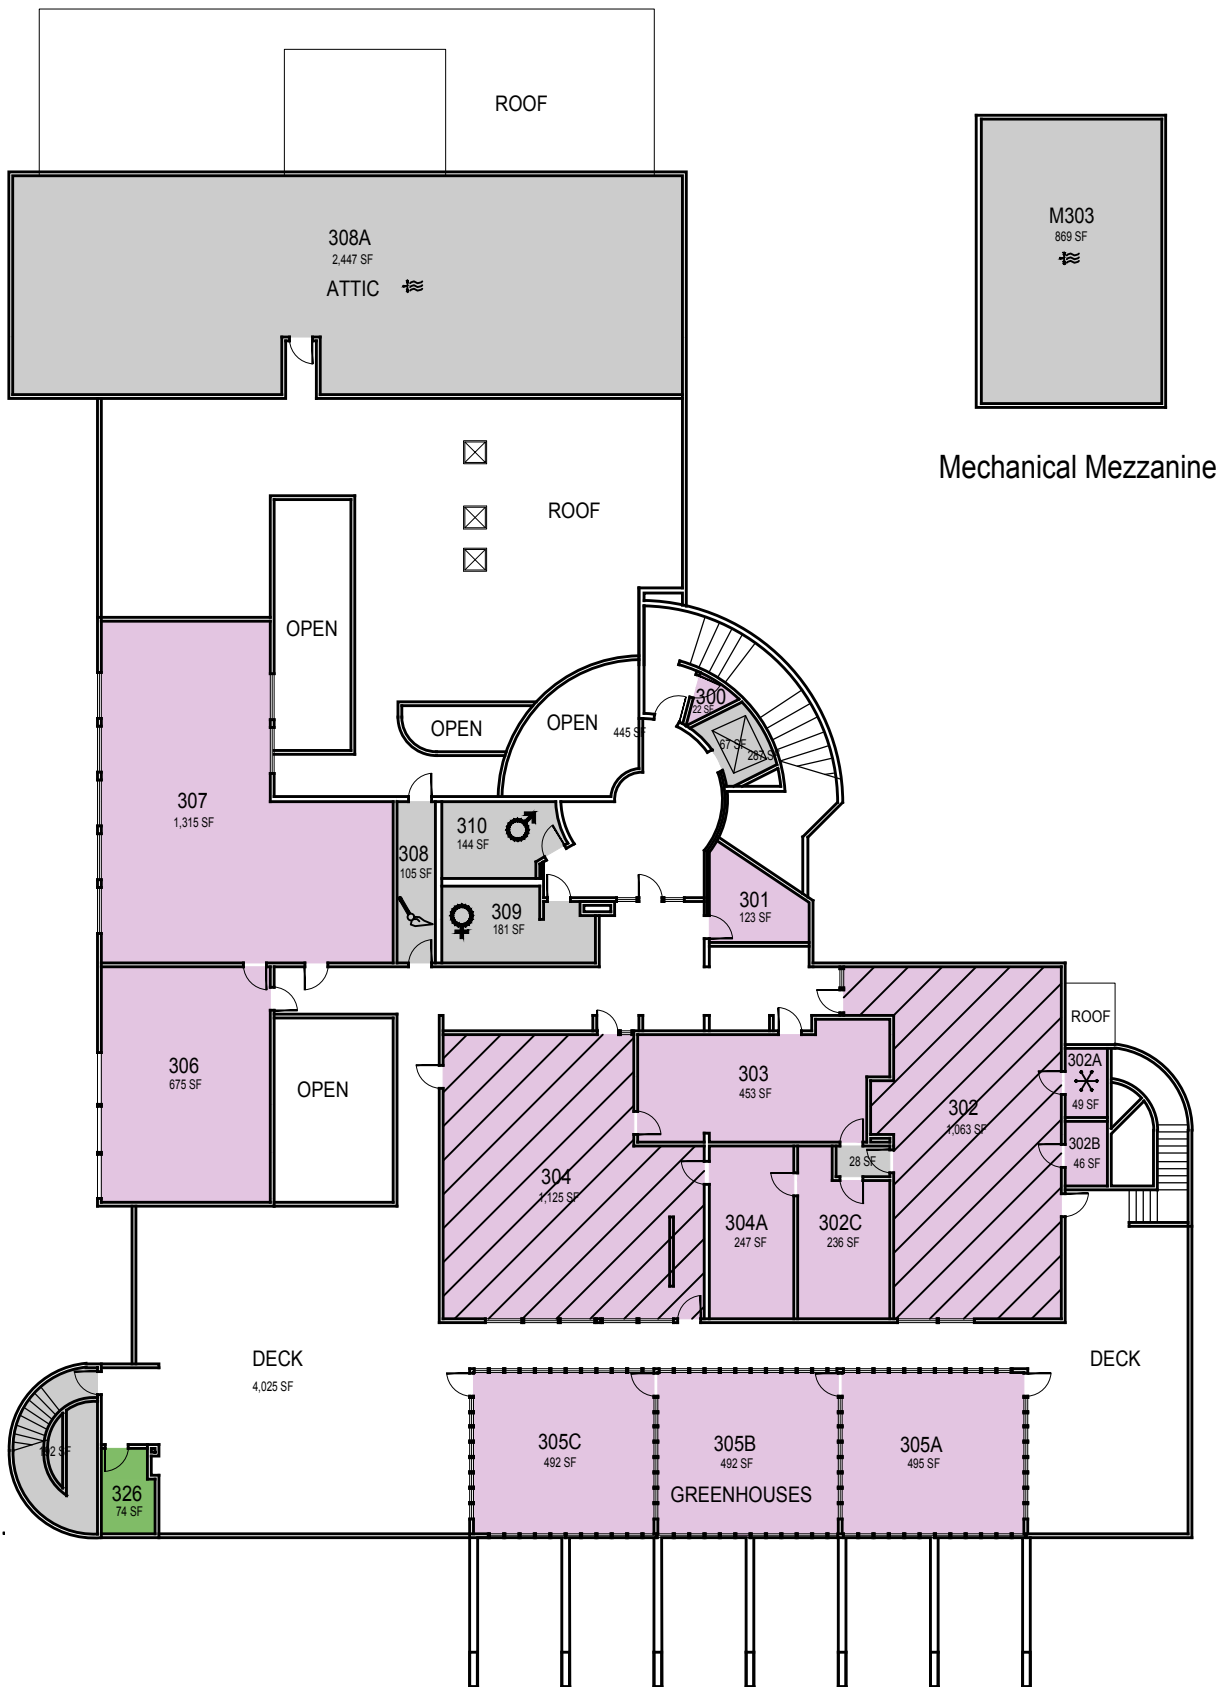 ROOF
308A
2,447 SF
ATTIC
M303
869 SF
Mechanical Mezzanine
ROOF
OPEN
OPEN
OPEN
445 SF
300
22 SF
67 SF
287 S
307
1,315 SF
308
105 SF
310
144 SF
309
181 SF
301
123 SF
306
675 SF
OPEN
303
453 SF
302
1,063 SF
ROOF
302A
49 SF
302B
46 SF
304
1,125 SF
28 SF
304A
247 SF
302C
236 SF
DECK
4,025 SF
DECK
305C
492 SF
305B
492 SF
305A
495 SF
GREENHOUSES
326
74 SF